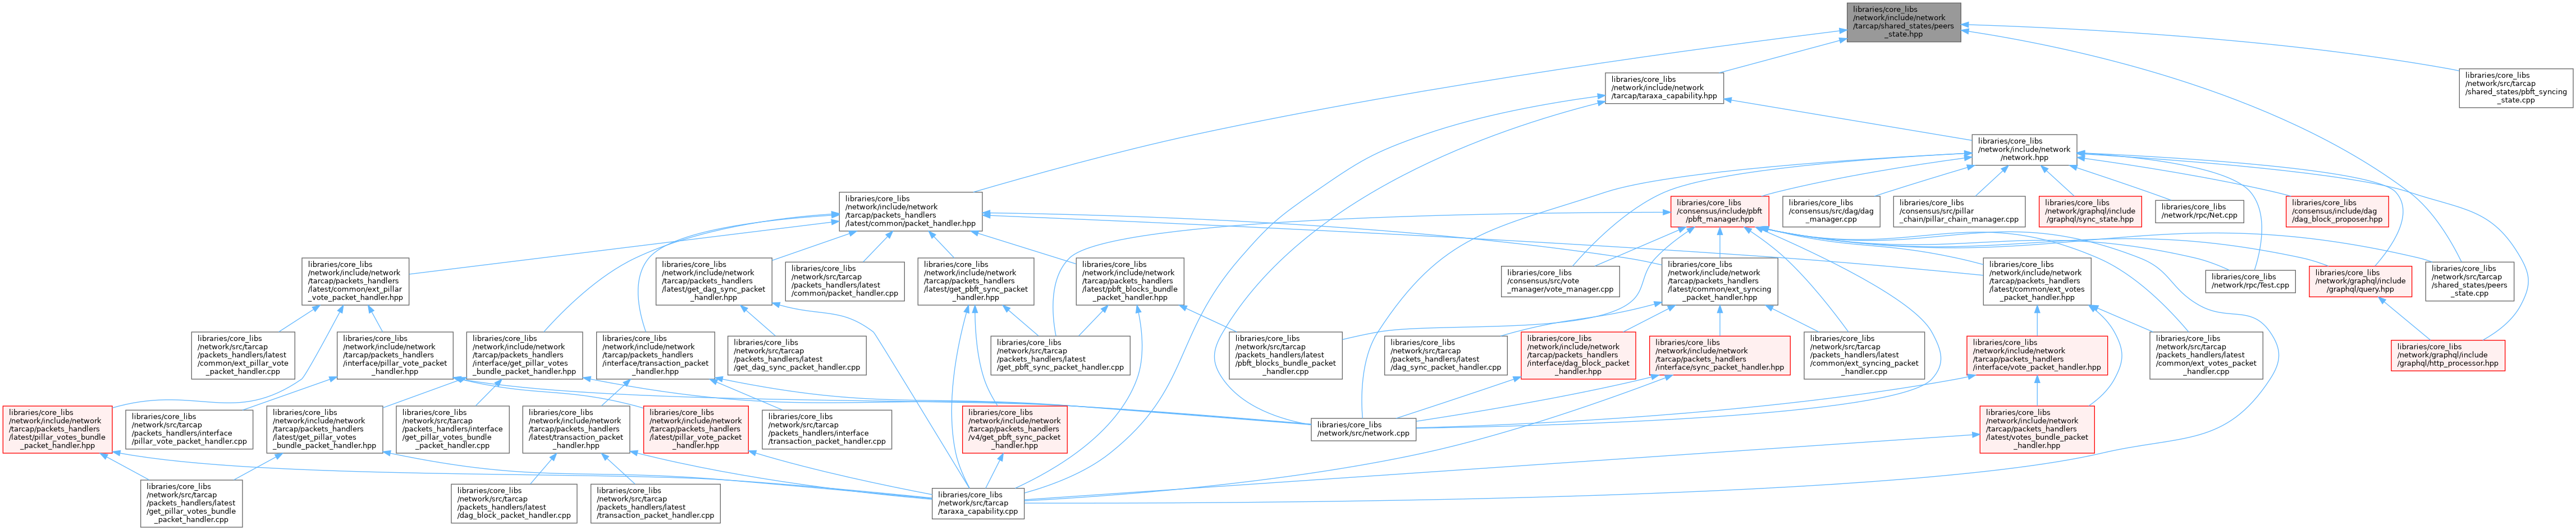 libraries/core_libs
/network/include/network
/tarcap/shared_states/peers
_state.hpp
libraries/core_libs
/network/include/network
/tarcap/taraxa_capability.hpp
libraries/core_libs
/network/src/tarcap
/shared_states/pbft_syncing
_state.cpp
libraries/core_libs
/network/include/network
/network.hpp
libraries/core_libs
/network/include/network
/tarcap/packets_handlers
/latest/common/packet_handler.hpp
libraries/core_libs
/consensus/include/pbft
/pbft_manager.hpp
libraries/core_libs
/consensus/src/dag/dag
_manager.cpp
libraries/core_libs
/consensus/src/pillar
_chain/pillar_chain_manager.cpp
libraries/core_libs
/network/graphql/include
/graphql/sync_state.hpp
libraries/core_libs
/network/rpc/Net.cpp
libraries/core_libs
/consensus/include/dag
/dag_block_proposer.hpp
libraries/core_libs
/network/include/network
/tarcap/packets_handlers
/latest/common/ext_pillar
_vote_packet_handler.hpp
libraries/core_libs
/network/include/network
/tarcap/packets_handlers
/latest/get_dag_sync_packet
_handler.hpp
libraries/core_libs
/network/src/tarcap
/packets_handlers/latest
/common/packet_handler.cpp
libraries/core_libs
/network/include/network
/tarcap/packets_handlers
/latest/get_pbft_sync_packet
_handler.hpp
libraries/core_libs
/network/include/network
/tarcap/packets_handlers
/latest/pbft_blocks_bundle
_packet_handler.hpp
libraries/core_libs
/consensus/src/vote
_manager/vote_manager.cpp
libraries/core_libs
/network/include/network
/tarcap/packets_handlers
/latest/common/ext_syncing
_packet_handler.hpp
libraries/core_libs
/network/include/network
/tarcap/packets_handlers
/latest/common/ext_votes
_packet_handler.hpp
libraries/core_libs
/network/rpc/Test.cpp
libraries/core_libs
/network/graphql/include
/graphql/query.hpp
libraries/core_libs
/network/src/tarcap
/shared_states/peers
_state.cpp
libraries/core_libs
/network/src/tarcap
/packets_handlers/latest
/common/ext_pillar_vote
_packet_handler.cpp
libraries/core_libs
/network/include/network
/tarcap/packets_handlers
/interface/pillar_vote_packet
_handler.hpp
libraries/core_libs
/network/include/network
/tarcap/packets_handlers
/interface/get_pillar_votes
_bundle_packet_handler.hpp
libraries/core_libs
/network/include/network
/tarcap/packets_handlers
/interface/transaction_packet
_handler.hpp
libraries/core_libs
/network/src/tarcap
/packets_handlers/latest
/get_dag_sync_packet_handler.cpp
libraries/core_libs
/network/src/tarcap
/packets_handlers/latest
/get_pbft_sync_packet_handler.cpp
libraries/core_libs
/network/src/tarcap
/packets_handlers/latest
/pbft_blocks_bundle_packet
_handler.cpp
libraries/core_libs
/network/src/tarcap
/packets_handlers/latest
/dag_sync_packet_handler.cpp
libraries/core_libs
/network/include/network
/tarcap/packets_handlers
/interface/dag_block_packet
_handler.hpp
libraries/core_libs
/network/include/network
/tarcap/packets_handlers
/interface/sync_packet_handler.hpp
libraries/core_libs
/network/src/tarcap
/packets_handlers/latest
/common/ext_syncing_packet
_handler.cpp
libraries/core_libs
/network/include/network
/tarcap/packets_handlers
/interface/vote_packet_handler.hpp
libraries/core_libs
/network/src/tarcap
/packets_handlers/latest
/common/ext_votes_packet
_handler.cpp
libraries/core_libs
/network/graphql/include
/graphql/http_processor.hpp
libraries/core_libs
/network/include/network
/tarcap/packets_handlers
/latest/pillar_votes_bundle
_packet_handler.hpp
libraries/core_libs
/network/src/tarcap
/packets_handlers/interface
/pillar_vote_packet_handler.cpp
libraries/core_libs
/network/include/network
/tarcap/packets_handlers
/latest/get_pillar_votes
_bundle_packet_handler.hpp
libraries/core_libs
/network/src/tarcap
/packets_handlers/interface
/get_pillar_votes_bundle
_packet_handler.cpp
libraries/core_libs
/network/include/network
/tarcap/packets_handlers
/latest/transaction_packet
_handler.hpp
libraries/core_libs
/network/include/network
/tarcap/packets_handlers
/latest/pillar_vote_packet
_handler.hpp
libraries/core_libs
/network/src/tarcap
/packets_handlers/interface
/transaction_packet_handler.cpp
libraries/core_libs
/network/include/network
/tarcap/packets_handlers
/v4/get_pbft_sync_packet
_handler.hpp
libraries/core_libs
/network/src/network.cpp
libraries/core_libs
/network/include/network
/tarcap/packets_handlers
/latest/votes_bundle_packet
_handler.hpp
libraries/core_libs
/network/src/tarcap
/packets_handlers/latest
/get_pillar_votes_bundle
_packet_handler.cpp
libraries/core_libs
/network/src/tarcap
/packets_handlers/latest
/dag_block_packet_handler.cpp
libraries/core_libs
/network/src/tarcap
/packets_handlers/latest
/transaction_packet_handler.cpp
libraries/core_libs
/network/src/tarcap
/taraxa_capability.cpp